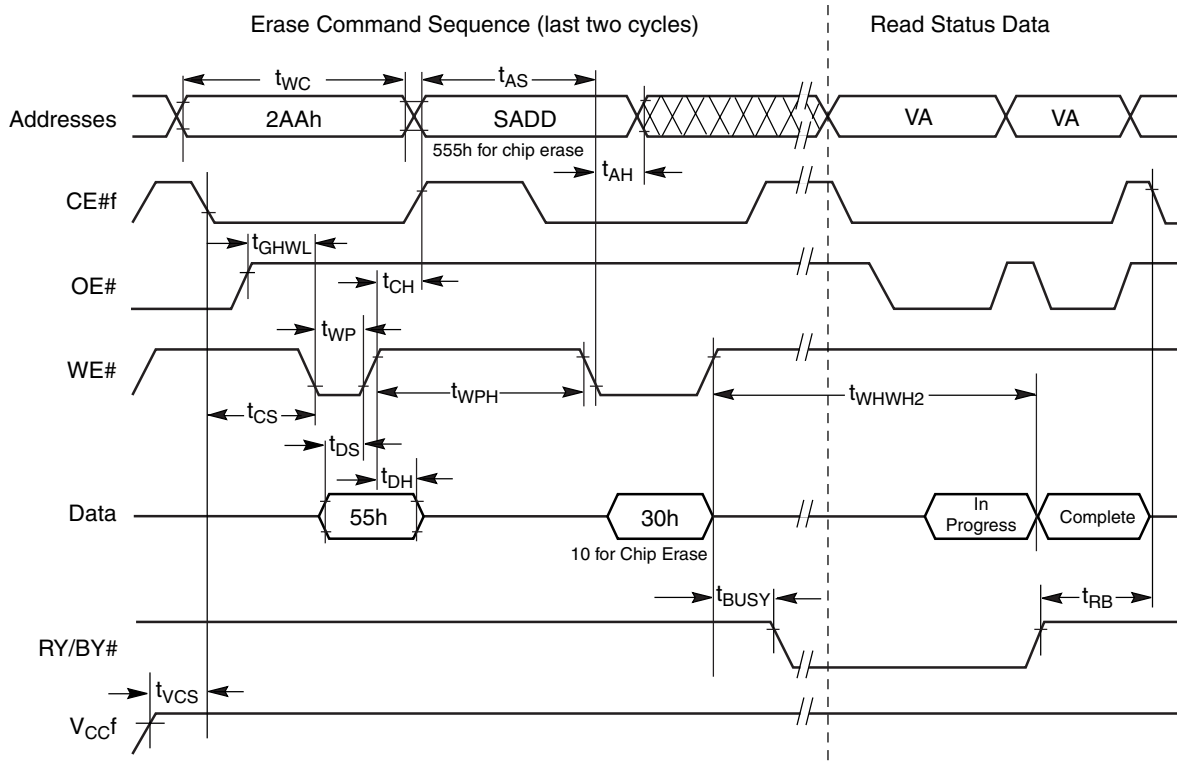 Erase Command Sequence (last two cycles)
Read Status Data
tWC
tAS
Addresses
2AAh
SADD
VA
VA
555h for chip erase
tAH
CE#f
tGHWL
OE#
tCH
tWP
WE#
tWPH
tWHWH2
tCS
tDS
tDH
Data
55h
30h
In
Progress
Complete
10 for Chip Erase
tBUSY
tRB
RY/BY#
tVCS
VCCf